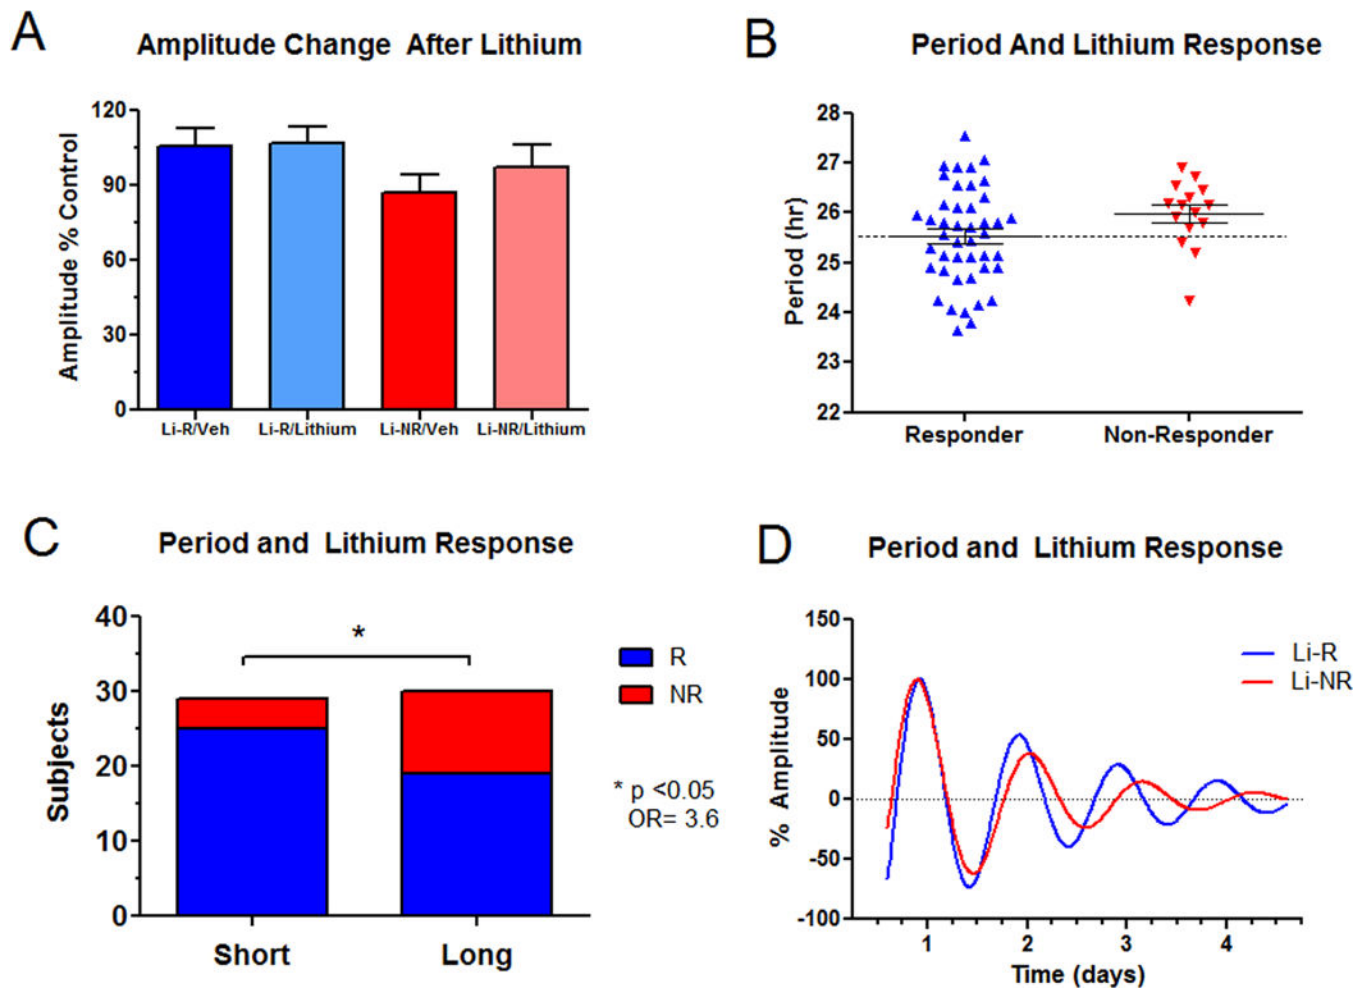 A
Amplitude Change After Lithium
Amplitude % Control
120
90
60
30
0
Li-R/Veh
Li-R/Lithium
Li-NR/Veh
Li-NR/Lithium
B
Period And Lithium Response
Period (hr)
28
27
26
25
24
23
22
Responder
Non-Responder
C
Period and Lithium Response
Subjects
40
30
20
10
0
*
Short
Long
R
NR
* p <0.05
OR= 3.6
D
Period and Lithium Response
% Amplitude
150
100
50
0
-50
-100
1
2
3
4
Time (days)
Li-R
Li-NR